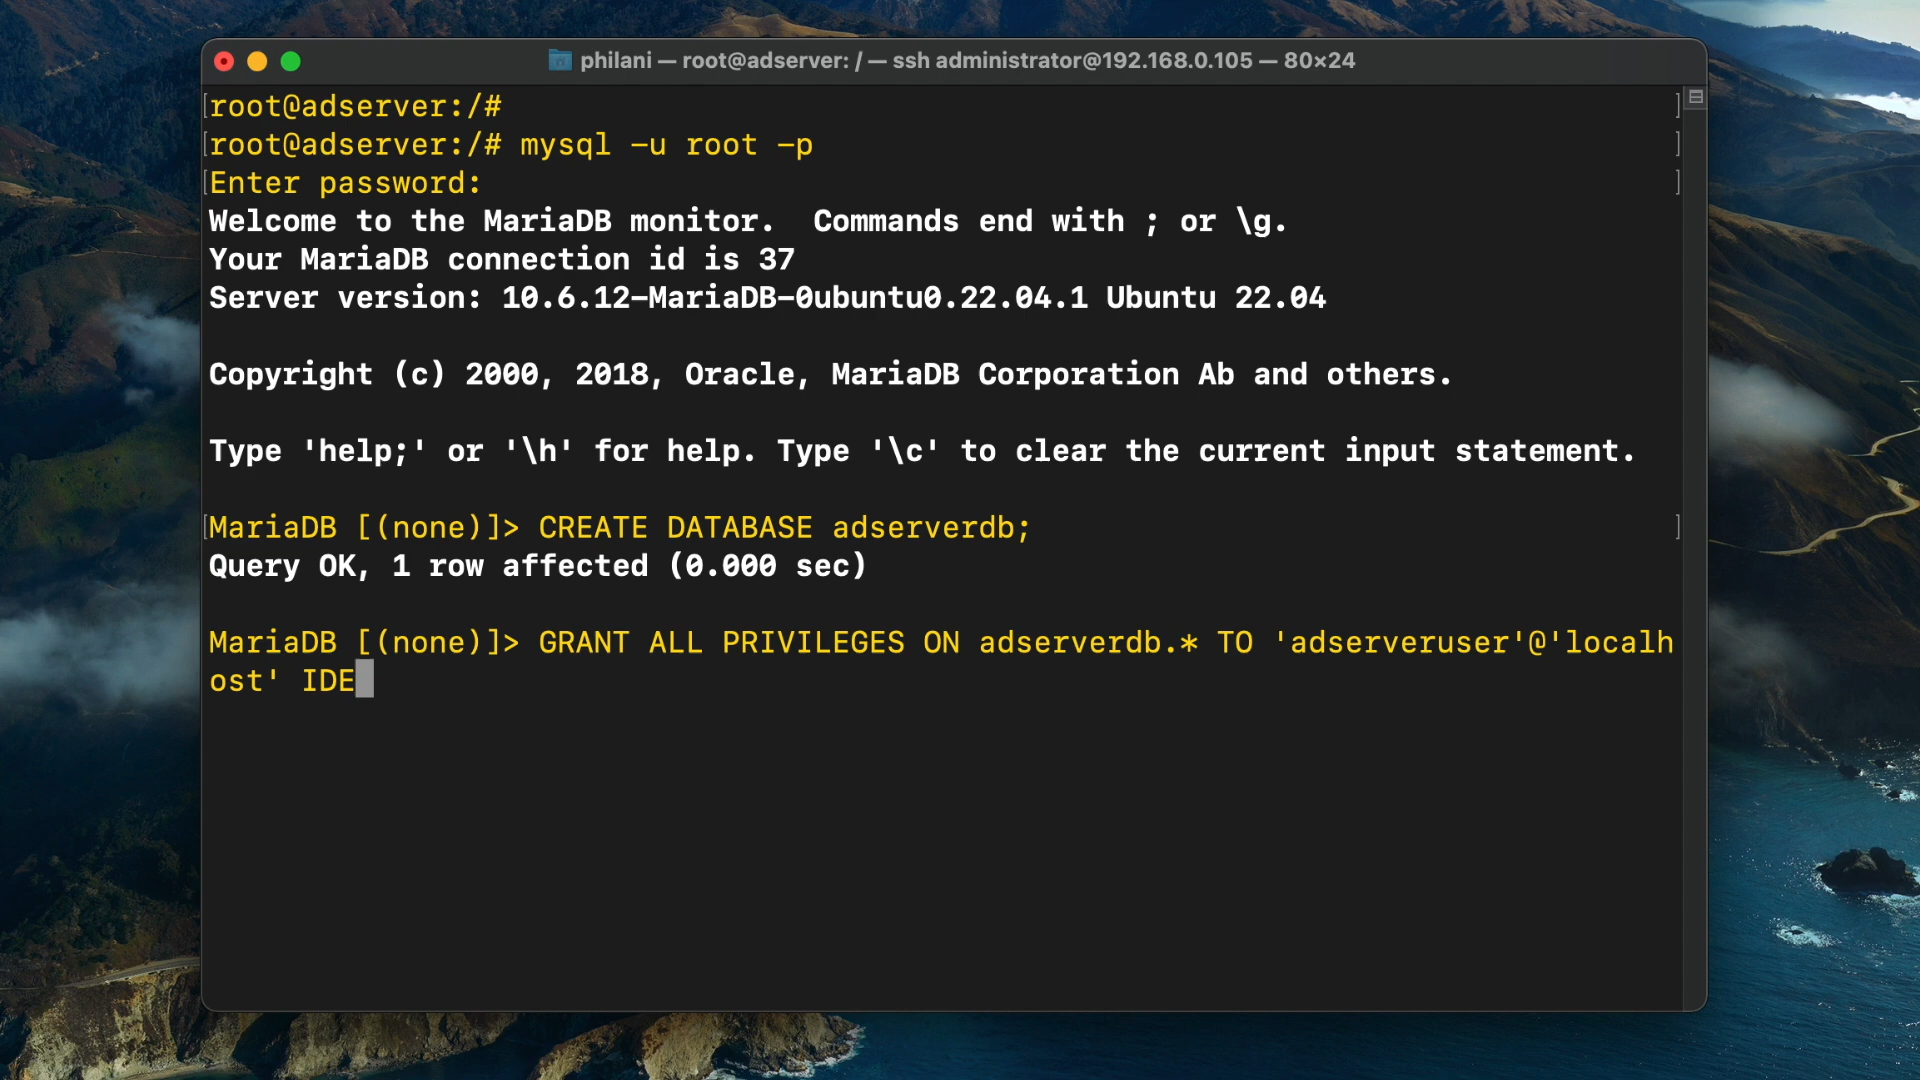 philani — root@adserver: / — ssh administrator@192.168.0.105 — 80×24
[root@adserver:/# ]
[root@adserver:/# mysql -u root -p ]
[Enter password: ]
Welcome to the MariaDB monitor.  Commands end with ; or \g.
Your MariaDB connection id is 37
Server version: 10.6.12-MariaDB-0ubuntu0.22.04.1 Ubuntu 22.04
Copyright (c) 2000, 2018, Oracle, MariaDB Corporation Ab and others.
Type 'help;' or '\h' for help. Type '\c' to clear the current input statement.
[MariaDB [(none)]> CREATE DATABASE adserverdb; ]
Query OK, 1 row affected (0.000 sec)
MariaDB [(none)]> GRANT ALL PRIVILEGES ON adserverdb.* TO 'adserveruser'@'localh
ost' IDE